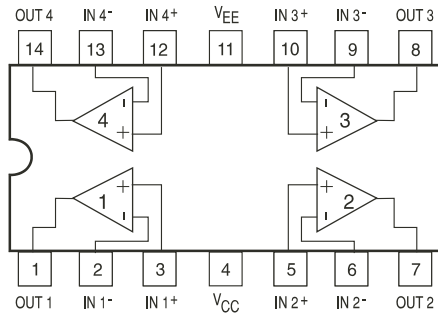 OUT 4 IN 4- IN 4+ VEE IN 3+ IN 3- OUT 3
14 13 12 11 10 9 8
4 - + + - 3
1 + - + - 2
1 2 3 4 5 6 7
OUT 1 IN 1- IN 1+ VCC IN 2+ IN 2- OUT 2